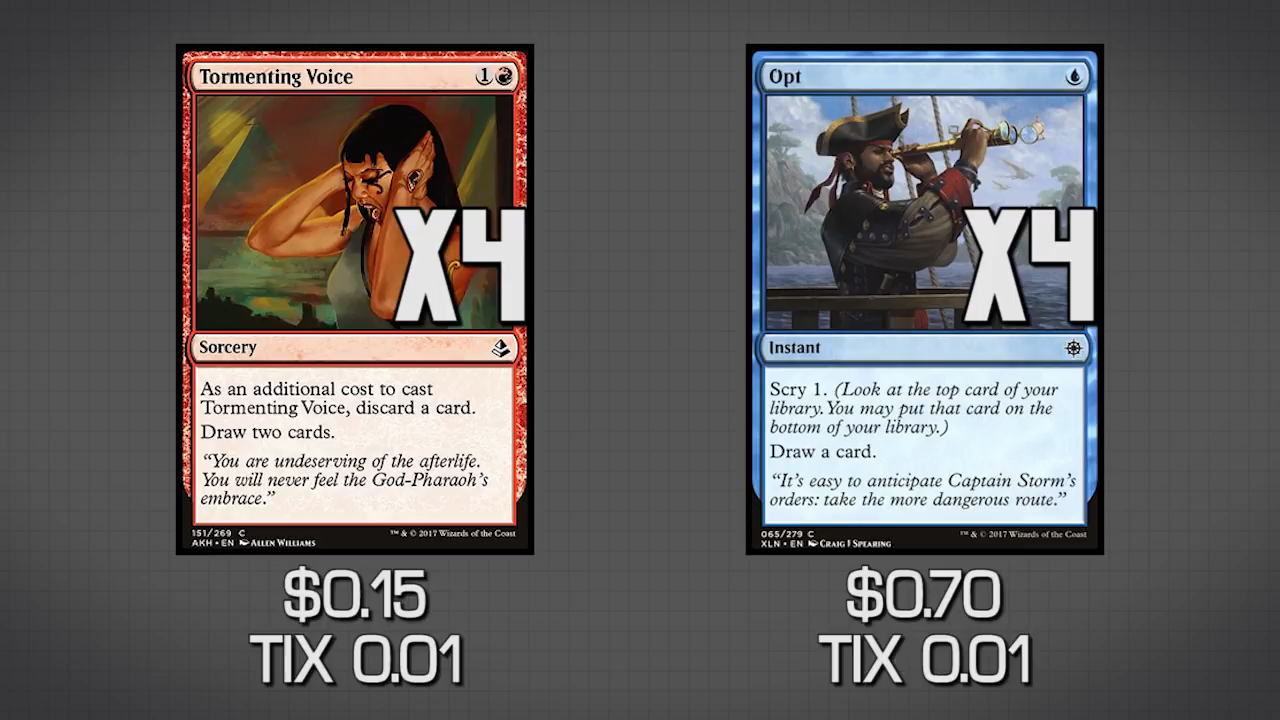 Tormenting Voice 1
X4
Sorcery
As an additional cost to cast
Tormenting Voice, discard a card.
Draw two cards.
“You are undeserving of the afterlife.
You will never feel the God-Pharaoh’s
embrace.”
151/269 C
™ & © 2017 Wizards of the Coast
AKH • EN Allen Williams
$0.15
TIX 0.01
Opt
X4
Instant
Scry 1. (Look at the top card of your
library. You may put that card on the
bottom of your library.)
Draw a card.
“It’s easy to anticipate Captain Storm’s
orders: take the more dangerous route.”
065/279 C
™ & © 2017 Wizards of the Coast
XLN • EN Craig J Spearing
$0.70
TIX 0.01